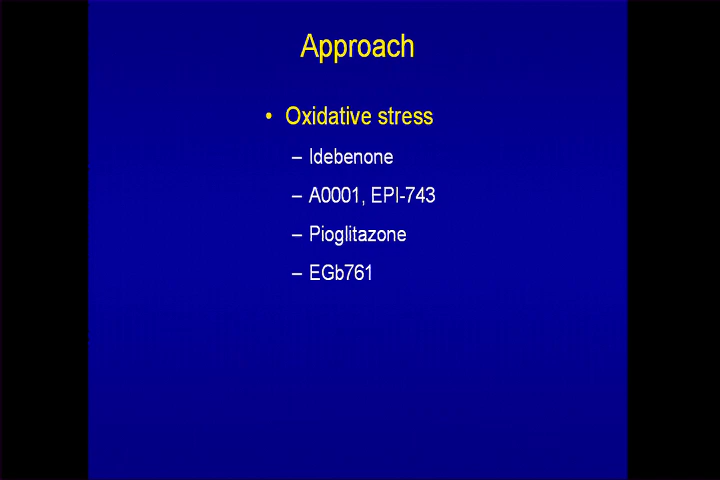 Approach
• Oxidative stress
– Idebenone
– A0001, EPI-743
– Pioglitazone
– EGb761